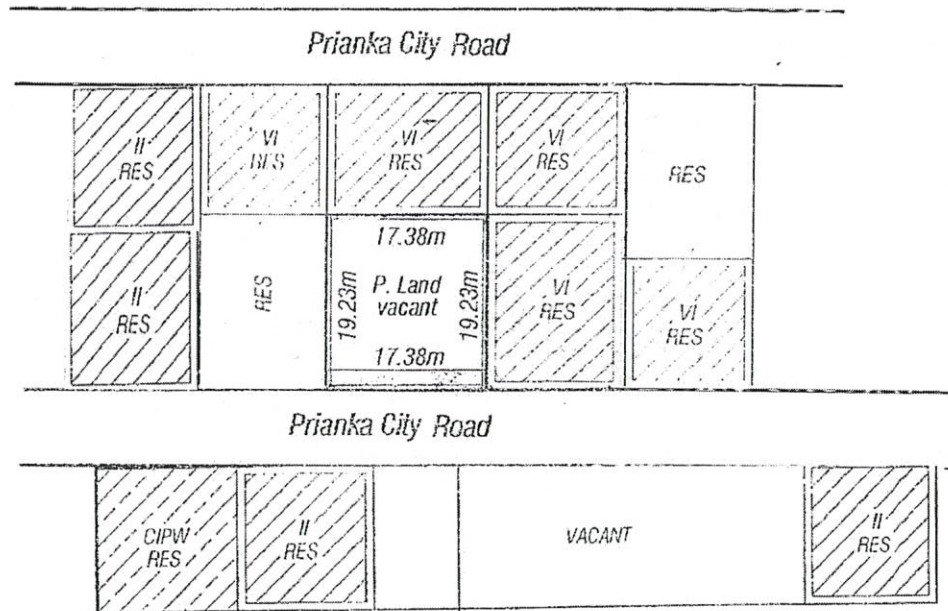 Prianka City Road
II
RES
VI
RES
VI
RES
VI
RES
RES
II
RES
RES
17.38m
19.23m
P. Land
vacant
19.23m
17.38m
VI
RES
VI
RES
Prianka City Road
CIPW
RES
II
RES
VACANT
II
RES